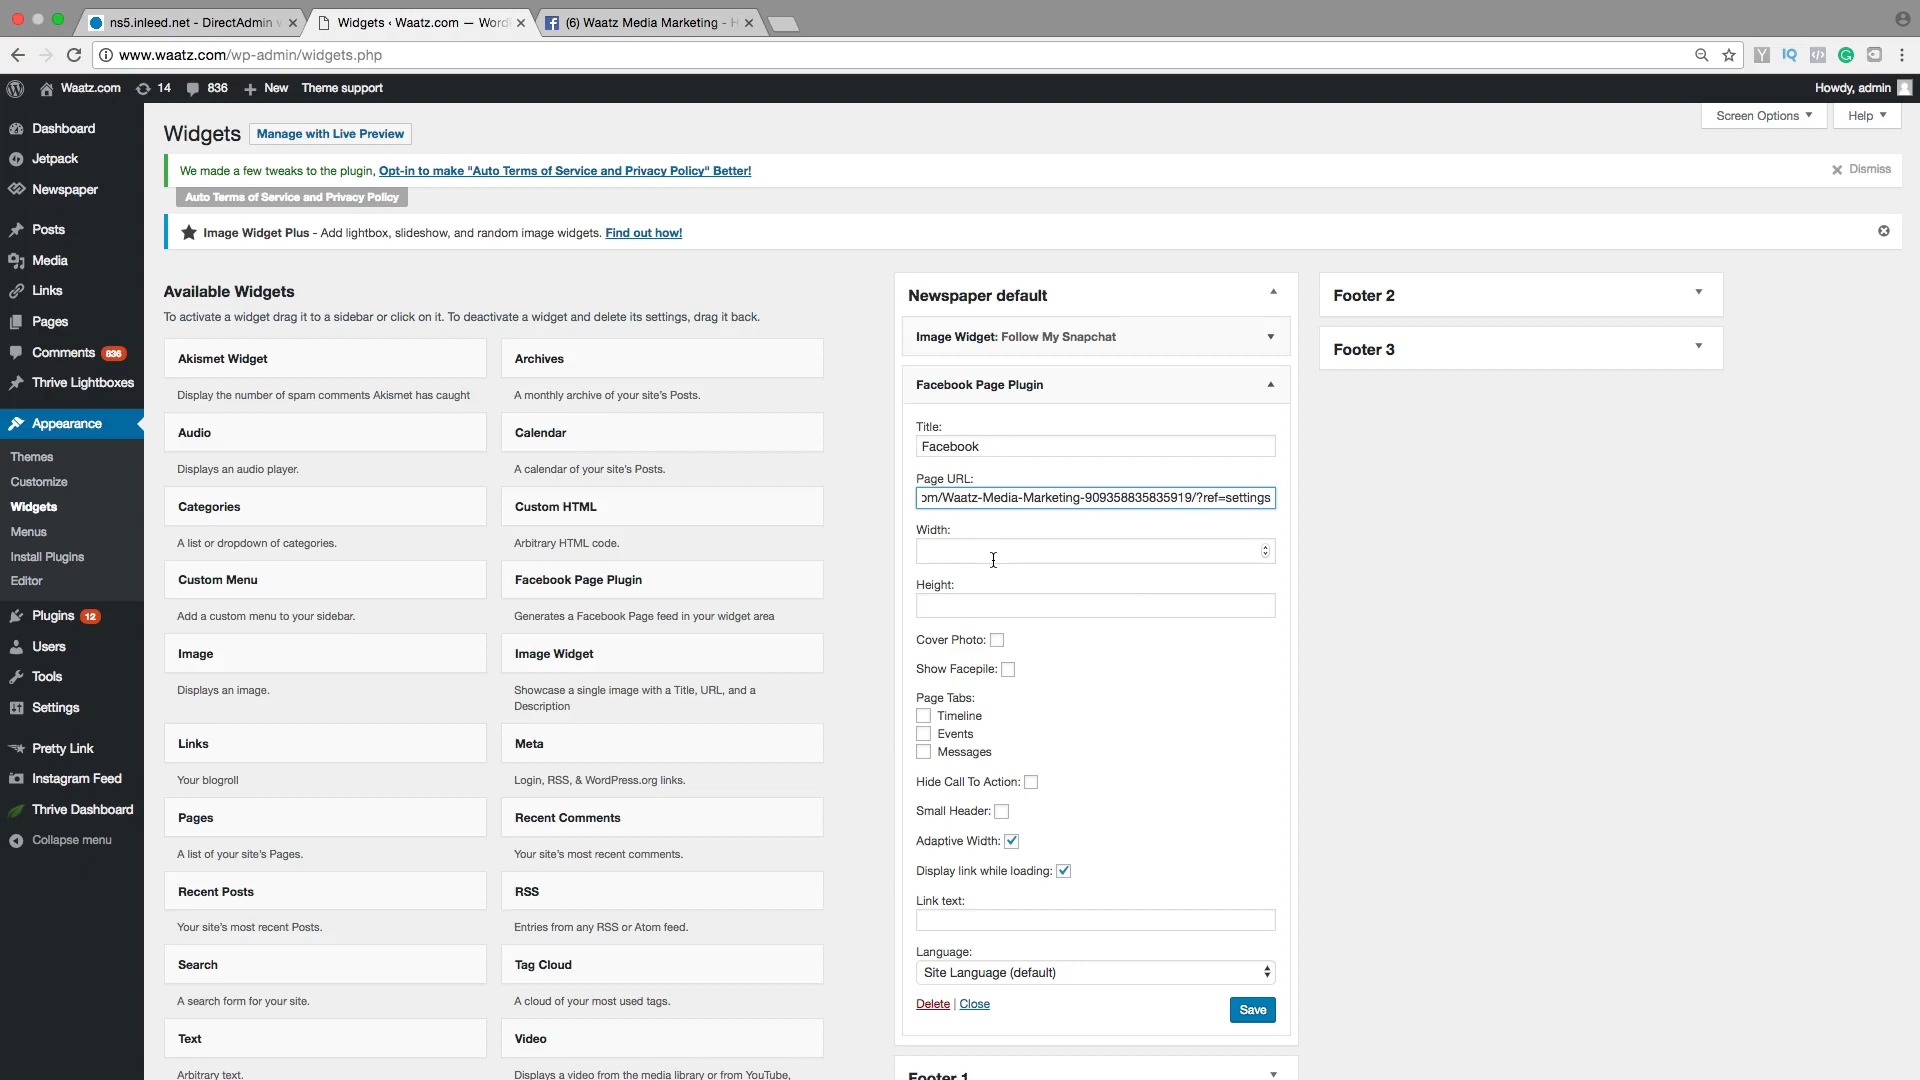 ns5.inleed.net - DirectAdmin v
Widgets ‹ Waatz.com — Word
(6) Waatz Media Marketing - H
www.waatz.com/wp-admin/widgets.php
Waatz.com
14
836
New
Theme support
Howdy, admin
Dashboard
Jetpack
Newspaper
Posts
Media
Links
Pages
Comments 836
Thrive Lightboxes
Appearance
Themes
Customize
Widgets
Menus
Install Plugins
Editor
Plugins 12
Users
Tools
Settings
Pretty Link
Instagram Feed
Thrive Dashboard
Collapse menu
Screen Options
Help
Widgets
Manage with Live Preview
We made a few tweaks to the plugin, Opt-in to make "Auto Terms of Service and Privacy Policy" Better!
Dismiss
Auto Terms of Service and Privacy Policy
Image Widget Plus - Add lightbox, slideshow, and random image widgets. Find out how!
Available Widgets
To activate a widget drag it to a sidebar or click on it. To deactivate a widget and delete its settings, drag it back.
Akismet Widget
Display the number of spam comments Akismet has caught
Archives
A monthly archive of your site's Posts.
Audio
Displays an audio player.
Calendar
A calendar of your site's Posts.
Categories
A list or dropdown of categories.
Custom HTML
Arbitrary HTML code.
Custom Menu
Add a custom menu to your sidebar.
Facebook Page Plugin
Generates a Facebook Page feed in your widget area
Image
Displays an image.
Image Widget
Showcase a single image with a Title, URL, and a
Description
Links
Your blogroll
Meta
Login, RSS, & WordPress.org links.
Pages
A list of your site's Pages.
Recent Comments
Your site's most recent comments.
Recent Posts
Your site's most recent Posts.
RSS
Entries from any RSS or Atom feed.
Search
A search form for your site.
Tag Cloud
A cloud of your most used tags.
Text
Arbitrary text.
Video
Displays a video from the media library or from YouTube,
Newspaper default
Image Widget: Follow My Snapchat
Facebook Page Plugin
Title:
Facebook
Page URL:
om/Waatz-Media-Marketing-909358835835919/?ref=settings
Width:
Height:
Cover Photo:
Show Facepile:
Page Tabs:
Timeline
Events
Messages
Hide Call To Action:
Small Header:
Adaptive Width:
Display link while loading:
Link text:
Language:
Site Language (default)
Delete | Close
Save
Footer 1
Footer 2
Footer 3